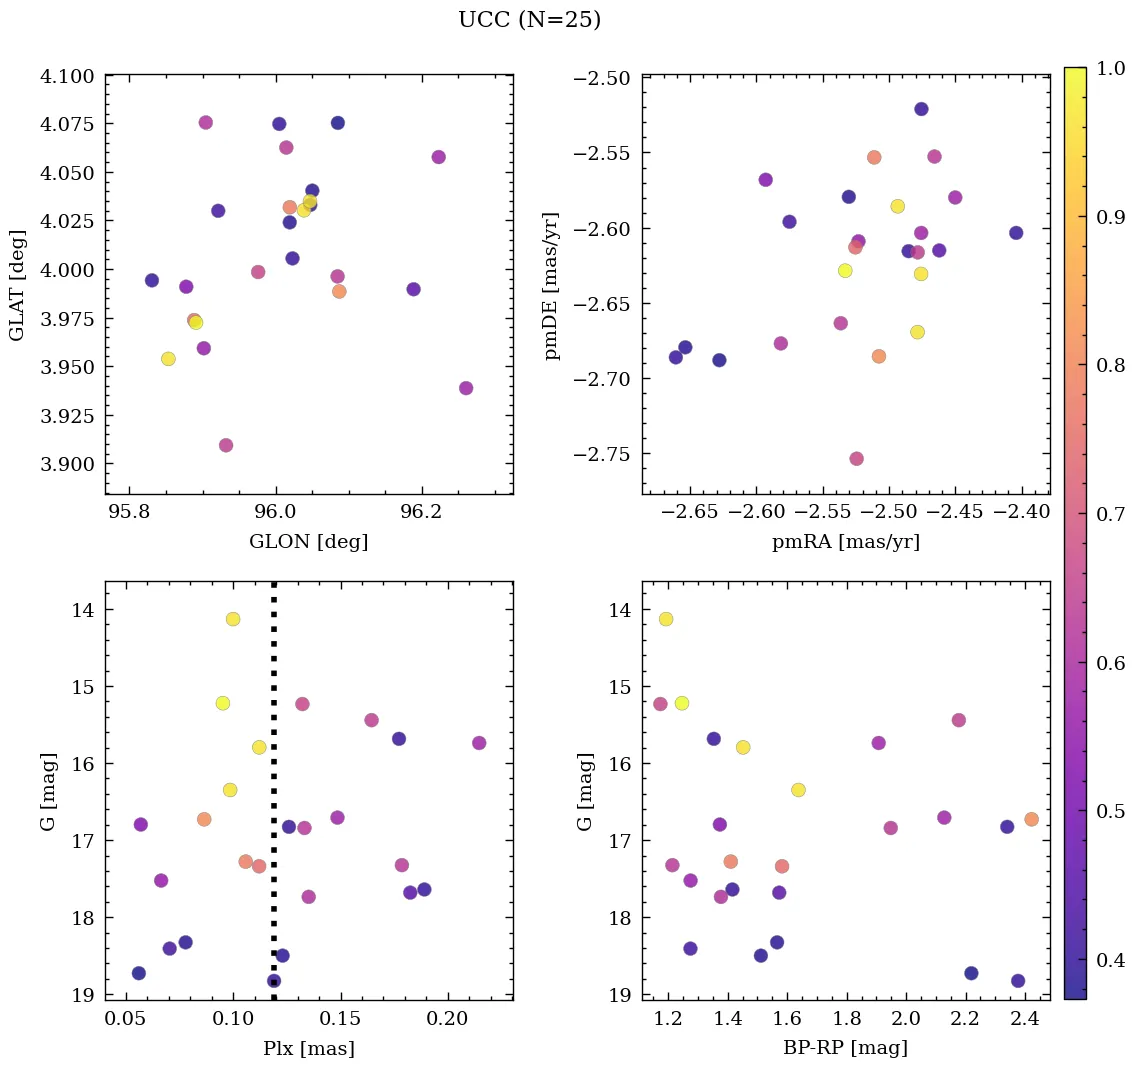 UCC (N=25)
4.100
4.075
4.050
4.025
4.000
3.975
3.950
3.925
3.900
GLAT [deg]
95.8 96.0 96.2
GLON [deg]
−2.50
−2.55
−2.60
−2.65
−2.70
−2.75
pmDE [mas/yr]
−2.65 −2.60 −2.55 −2.50 −2.45 −2.40
pmRA [mas/yr]
14
15
16
17
18
19
G [mag]
0.05 0.10 0.15 0.20
Plx [mas]
14
15
16
17
18
19
G [mag]
1.2 1.4 1.6 1.8 2.0 2.2 2.4
BP-RP [mag]
1.0
0.9
0.8
0.7
0.6
0.5
0.4